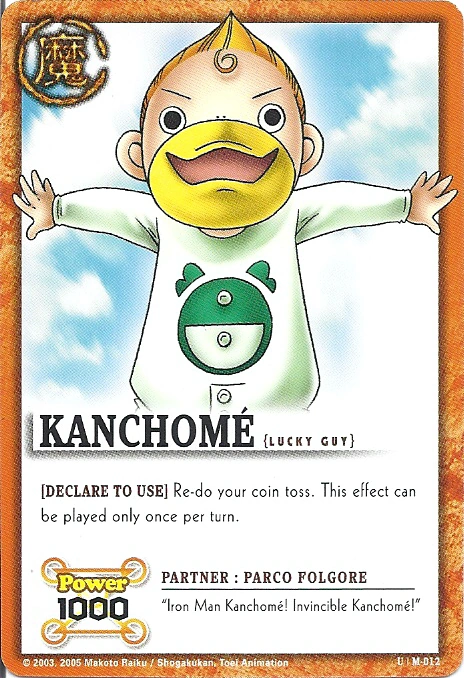 魔
KANCHOMÉ {LUCKY GUY}
[DECLARE TO USE] Re-do your coin toss. This effect can
be played only once per turn.
Power
1000
PARTNER : PARCO FOLGORE
“Iron Man Kanchomé! Invincible Kanchomé!”
© 2003, 2005 Makoto Raiku / Shogakukan, Toei Animation
U | M-012